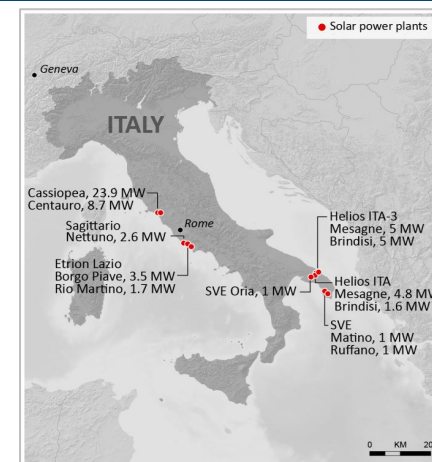 Solar power plants
Geneva
ITALY
Cassiopea, 23.9 MW
Centauro, 8.7 MW
Sagittario
Nettuno, 2.6 MW
Rome
Etrion Lazio
Borgo Piave, 3.5 MW
Rio Martino, 1.7 MW
Helios ITA-3
Mesagne, 5 MW
Brindisi, 5 MW
SVE Oria, 1 MW
Helios ITA
Mesagne, 4.8 MW
Brindisi, 1.6 MW
SVE
Matino, 1 MW
Ruffano, 1 MW
0 KM 20